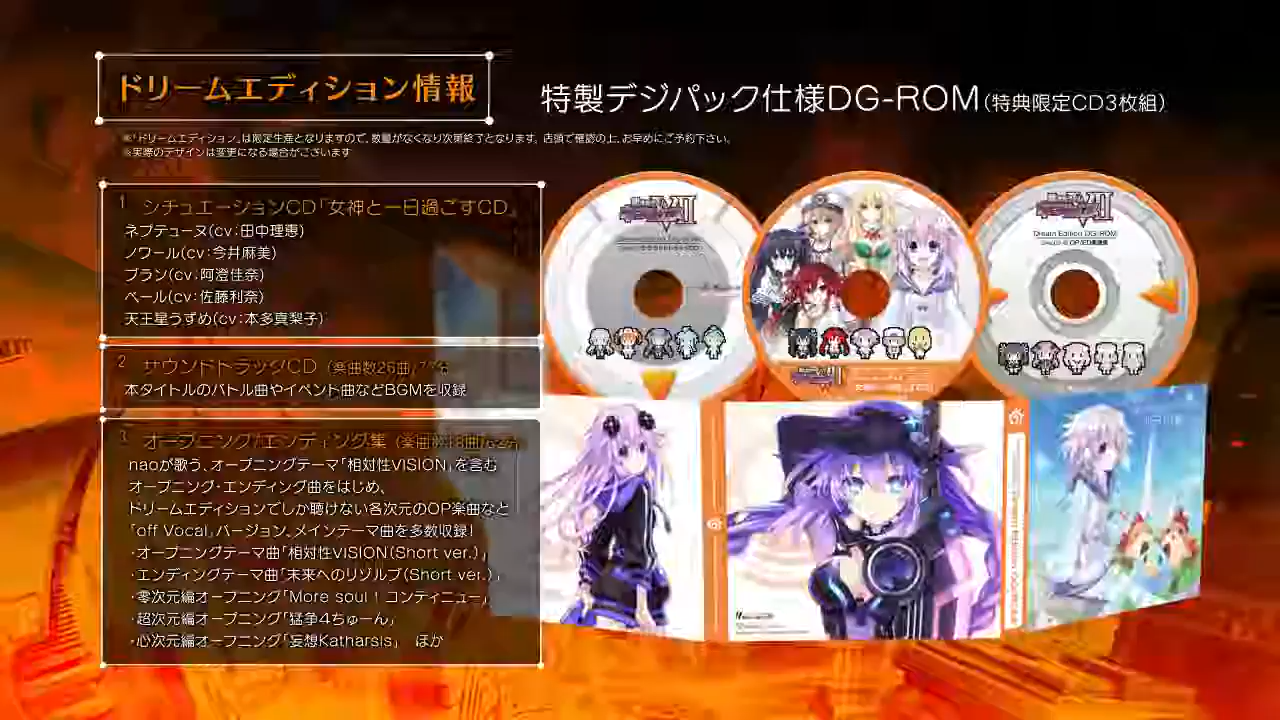 ドリームエディション情報
特製デジパック仕様DG-ROM(特典限定CD3枚組)
※「ドリームエディション」は限定生産となりますので、数量がなくなり次第終了となります。店頭で確認の上、お早めにご予約下さい。
※実際のデザインは変更になる場合がございます
1 シチュエーションCD「女神と一日過ごすCD」
ネプテューヌ(cv:田中理恵)
ノワール(cv:今井麻美)
ブラン(cv:阿澄佳奈)
ベール(cv:佐藤利奈)
天王星うずめ(cv:本多真梨子)
2 サウンドトラックCD (楽曲数26曲/77分
本タイトルのバトル曲やイベント曲などBGMを収録
3 オープニング/エンディング集
naoが歌う、オープニングテーマ「相対性VISION」を含む
オープニング・エンディング曲をはじめ、
ドリームエディションでしか聴けない各次元のOP楽曲など
「off Vocal」バージョン、メインテーマ曲を多数収録!
・オープニングテーマ曲「相対性VISION(Short ver.)」
・エンディングテーマ曲「未来へのリゾルブ(Short ver.)」
・零次元編オープニング「More soul!コンティニュー」
・超次元編オープニング「猛争4ちゅーん」
・心次元編オープニング「妄想Katharsis」 ほか
VII
VII
Dream Edition DG-ROM